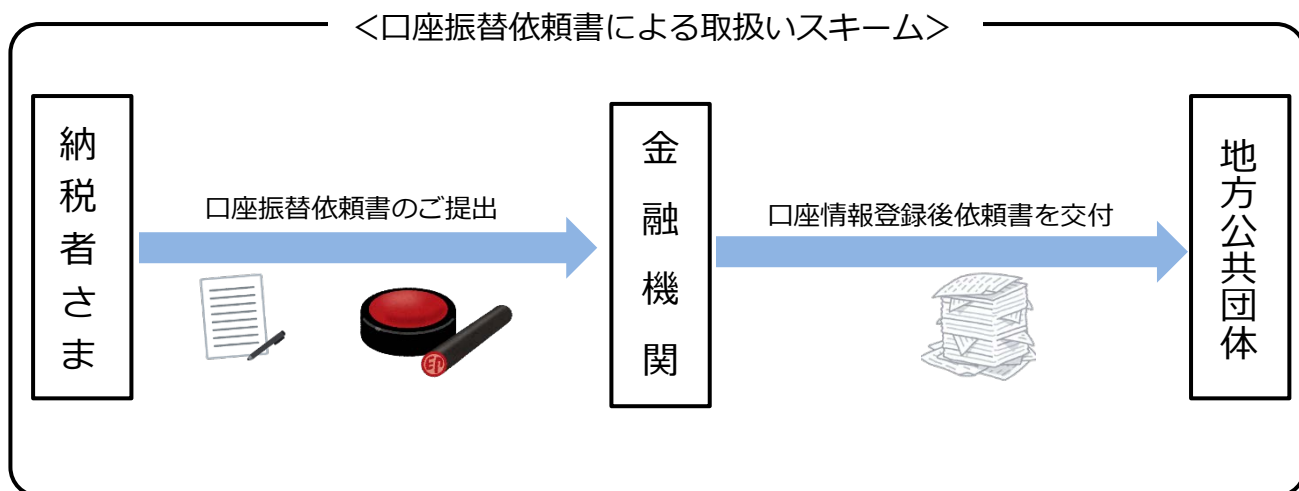 ＜口座振替依頼書による取扱いスキーム＞
納税者さま
口座振替依頼書のご提出
印
金融機関
口座情報登録後依頼書を交付
地方公共団体